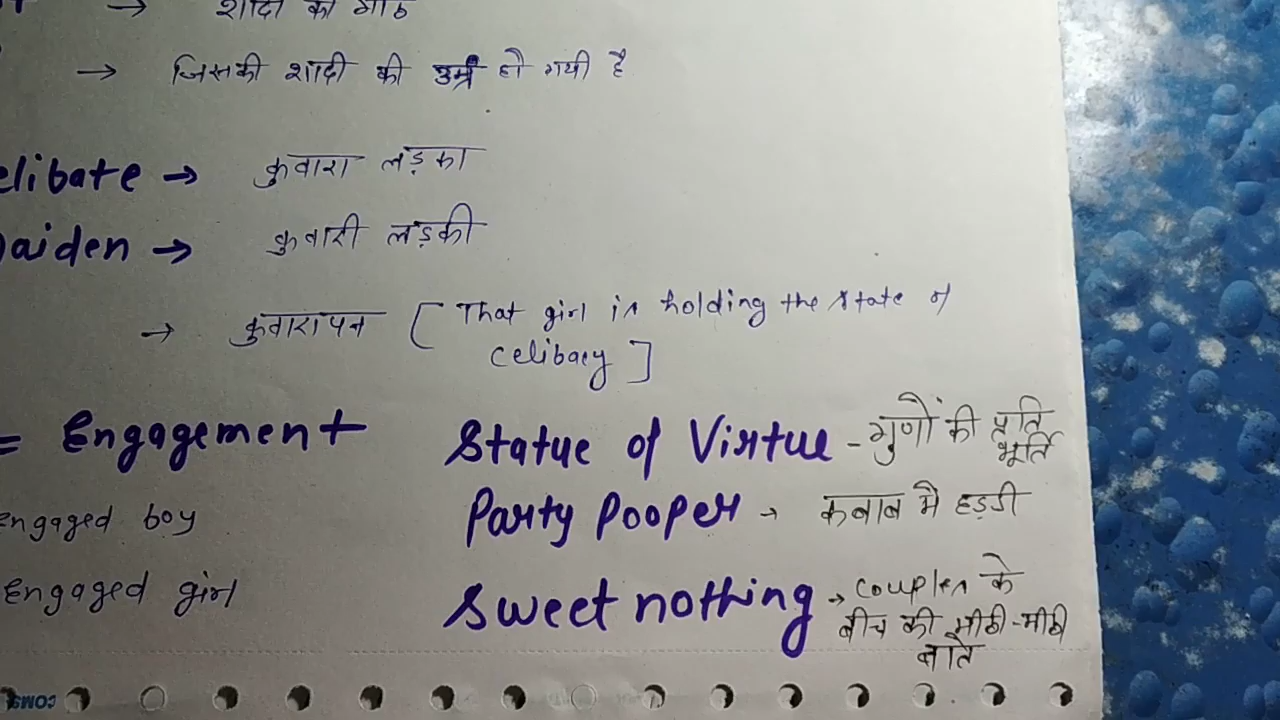 → शादी की गाँठ
→ जिसकी शादी की उम्र हो गयी है
elibate → कुवारा लड़का
aiden → कुवारी लड़की
→ कुवारापन [That girl is holding the state of
celibacy]
= Engagement
Statue of Virtue - गुणों की प्रति
मूर्ति
engaged boy
Party Pooper → कबाब मे हड्डी
Engaged girl
Sweet nothing → couples के
बीच की मीठी-मीठी
बाते